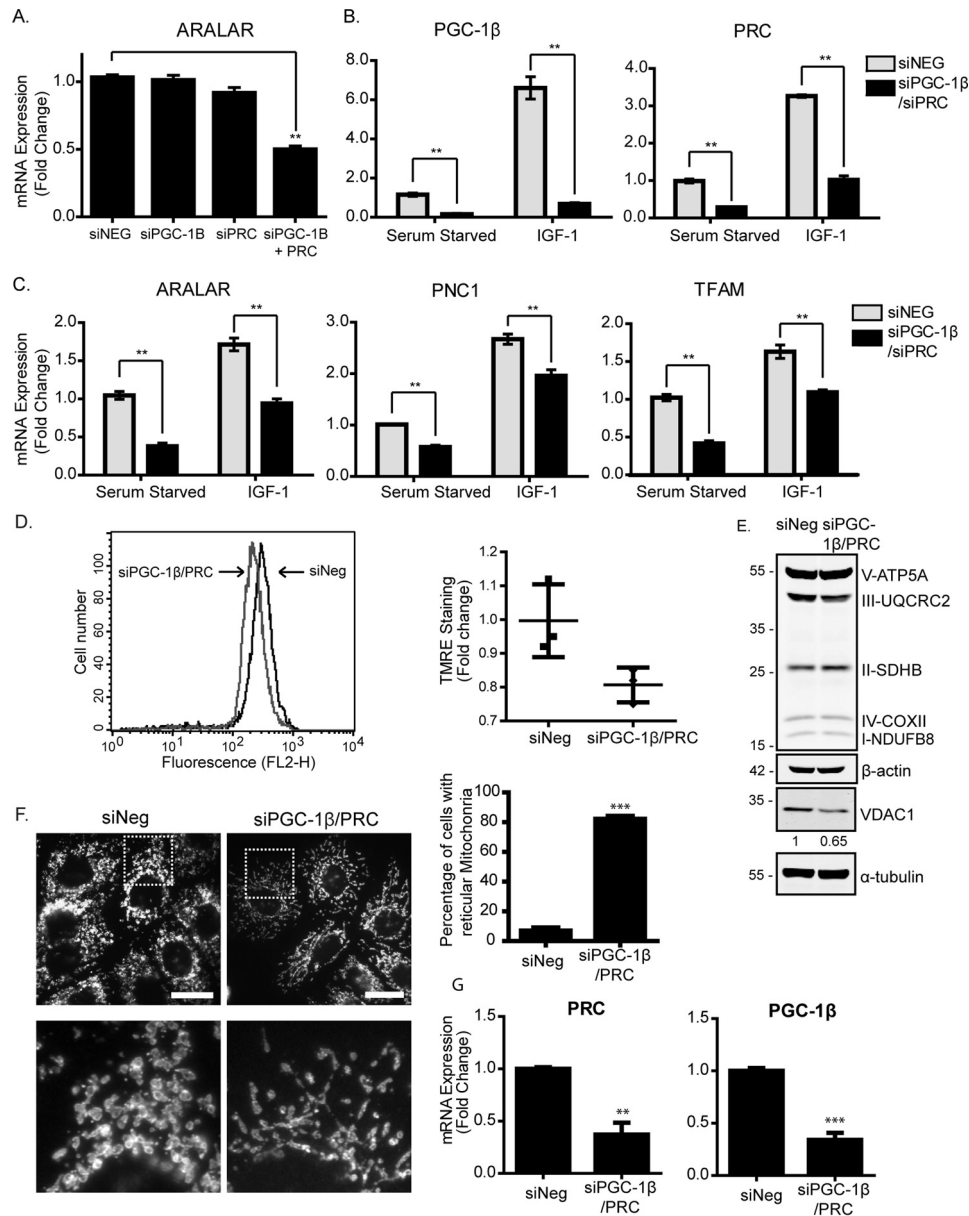 A.
ARALAR
mRNA Expression
(Fold Change)
1.0
0.5
0.0
**
siNEG
siPGC-1B
siPRC
siPGC-1B
+ PRC
B.
PGC-1β
8.0
6.0
4.0
2.0
1.0
0.0
**
**
Serum Starved
IGF-1
PRC
4.0
3.0
2.0
1.0
0.0
**
**
Serum Starved
IGF-1
siNEG
siPGC-1β
/siPRC
C.
ARALAR
mRNA Expression
(Fold Change)
2.0
1.5
1.0
0.5
0.0
**
**
Serum Starved
IGF-1
PNC1
3.0
2.0
1.0
0.0
**
**
Serum Starved
IGF-1
TFAM
2.0
1.5
1.0
0.5
0.0
**
**
Serum Starved
IGF-1
siNEG
siPGC-1β
/siPRC
D.
Cell number
100
80
60
40
20
0
siPGC-1β/PRC
siNeg
10⁰
10¹
10²
10³
10⁴
Fluorescence (FL2-H)
TMRE Staining
(Fold change)
1.2
1.1
1.0
0.9
0.8
0.7
siNeg
siPGC-1β/PRC
E.
siNeg siPGC-
1β/PRC
55 -
35 -
25 -
15 -
V-ATP5A
III-UQCRC2
II-SDHB
IV-COXII
I-NDUFB8
42 -
β-actin
35 -
VDAC1
1 0.65
55 -
α-tubulin
F.
siNeg
siPGC-1β/PRC
Percentage of cells with
reticular Mitochonria
100
80
60
40
20
0
***
siNeg
siPGC-1β
/PRC
G
PRC
mRNA Expression
(Fold Change)
1.5
1.0
0.5
0.0
**
siNeg
siPGC-1β
/PRC
PGC-1β
1.5
1.0
0.5
0.0
***
siNeg
siPGC-1β
/PRC